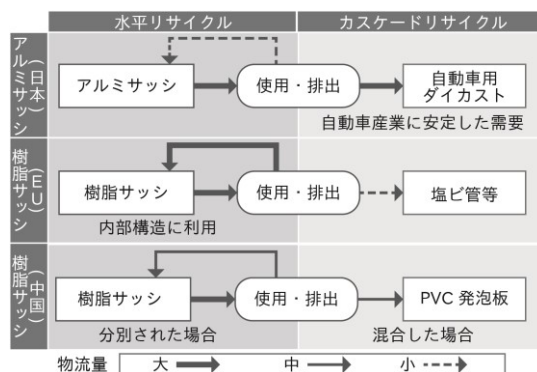 水平リサイクル
カスケードリサイクル
アルミサッシ
(日本)
アルミサッシ
使用・排出
自動車用
ダイカスト
自動車産業に安定した需要
樹脂サッシ
(EU)
樹脂サッシ
使用・排出
塩ビ管等
内部構造に利用
樹脂サッシ
(中国)
樹脂サッシ
使用・排出
PVC 発泡板
分別された場合
混合した場合
物流量 大 中 小